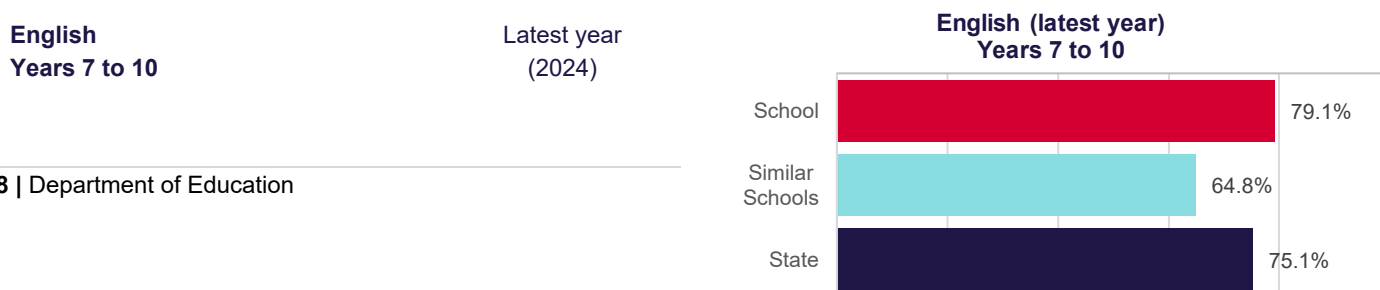 English
Years 7 to 10
Latest year
(2024)
8 | Department of Education
English (latest year)
Years 7 to 10
School
79.1%
Similar
Schools
64.8%
State
75.1%